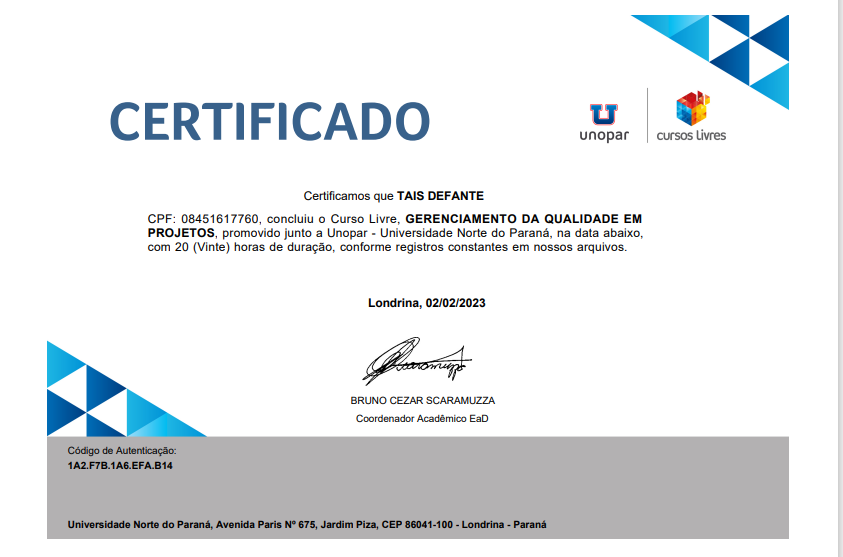 CERTIFICADO
unopar
cursos livres
Certificamos que TAIS DEFANTE
CPF: 08451617760, concluiu o Curso Livre, GERENCIAMENTO DA QUALIDADE EM
PROJETOS, promovido junto a Unopar - Universidade Norte do Paraná, na data abaixo,
com 20 (Vinte) horas de duração, conforme registros constantes em nossos arquivos.
Londrina, 02/02/2023
BRUNO CEZAR SCARAMUZZA
Coordenador Acadêmico EaD
Código de Autenticação:
1A2.F7B.1A6.EFA.B14
Universidade Norte do Paraná, Avenida Paris Nº 675, Jardim Piza, CEP 86041-100 - Londrina - Paraná